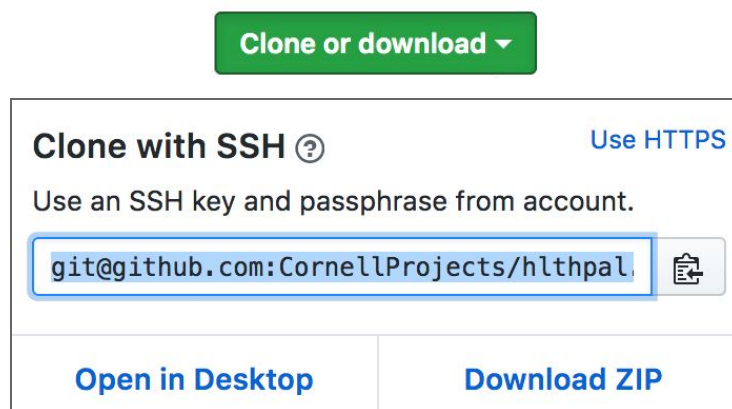 Clone or download
Clone with SSH ?
Use HTTPS
Use an SSH key and passphrase from account.
git@github.com:CornellProjects/hlthpal.
Open in Desktop
Download ZIP